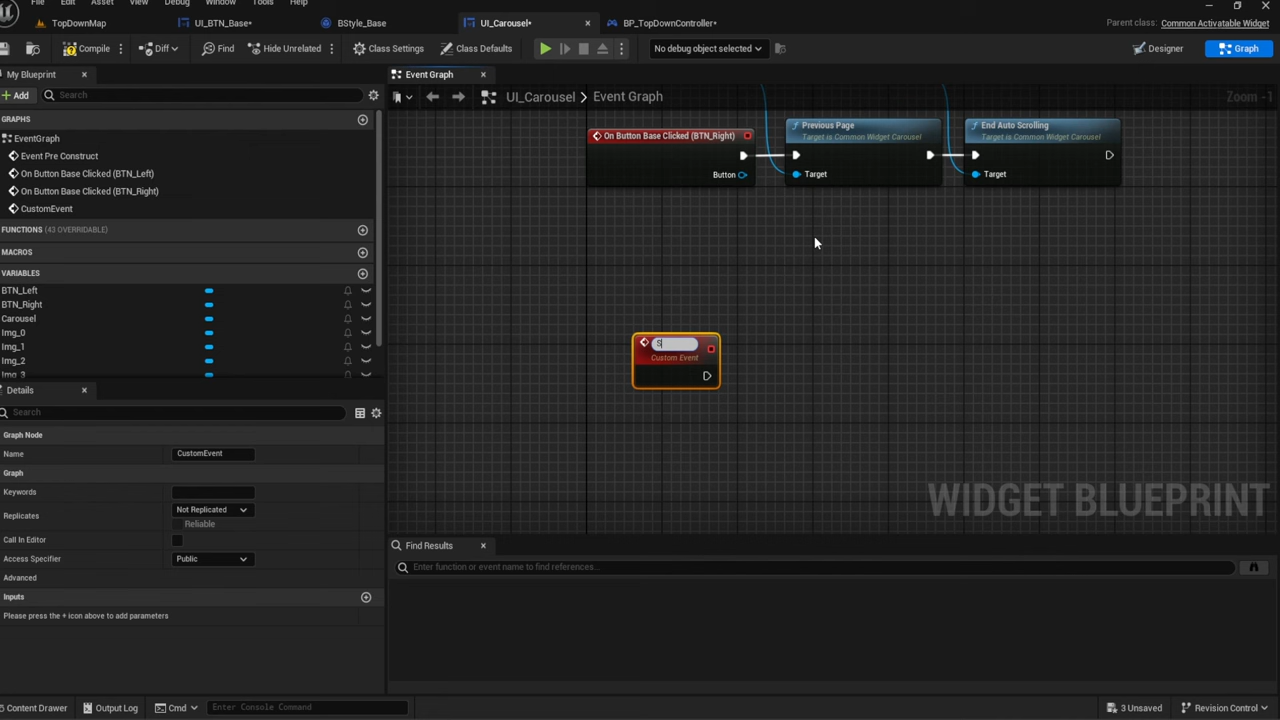 File Edit Asset View Debug Window Tools Help
TopDownMap UI_BTN_Base* BStyle_Base UI_Carousel* BP_TopDownController* Parent class: Common Activatable Widget
Compile Diff Find Hide Unrelated Class Settings Class Defaults No debug object selected Designer Graph
My Blueprint Event Graph
Add Search UI_Carousel > Event Graph Zoom -1
GRAPHS
EventGraph
Event Pre Construct
On Button Base Clicked (BTN_Left)
On Button Base Clicked (BTN_Right)
CustomEvent
FUNCTIONS (43 OVERRIDABLE)
MACROS
VARIABLES
BTN_Left
BTN_Right
Carousel
Img_0
Img_1
Img_2
Img_3
On Button Base Clicked (BTN_Right)
Button
Previous Page
Target is Common Widget Carousel
Target
End Auto Scrolling
Target is Common Widget Carousel
Target
S
Custom Event
WIDGET BLUEPRINT
Details
Search
Graph Node
Name CustomEvent
Graph
Keywords
Replicates Not Replicated
Reliable
Call In Editor
Access Specifier Public
Advanced
Inputs
Please press the + icon above to add parameters
Find Results
Enter function or event name to find references...
Content Drawer Output Log Cmd Enter Console Command 3 Unsaved Revision Control